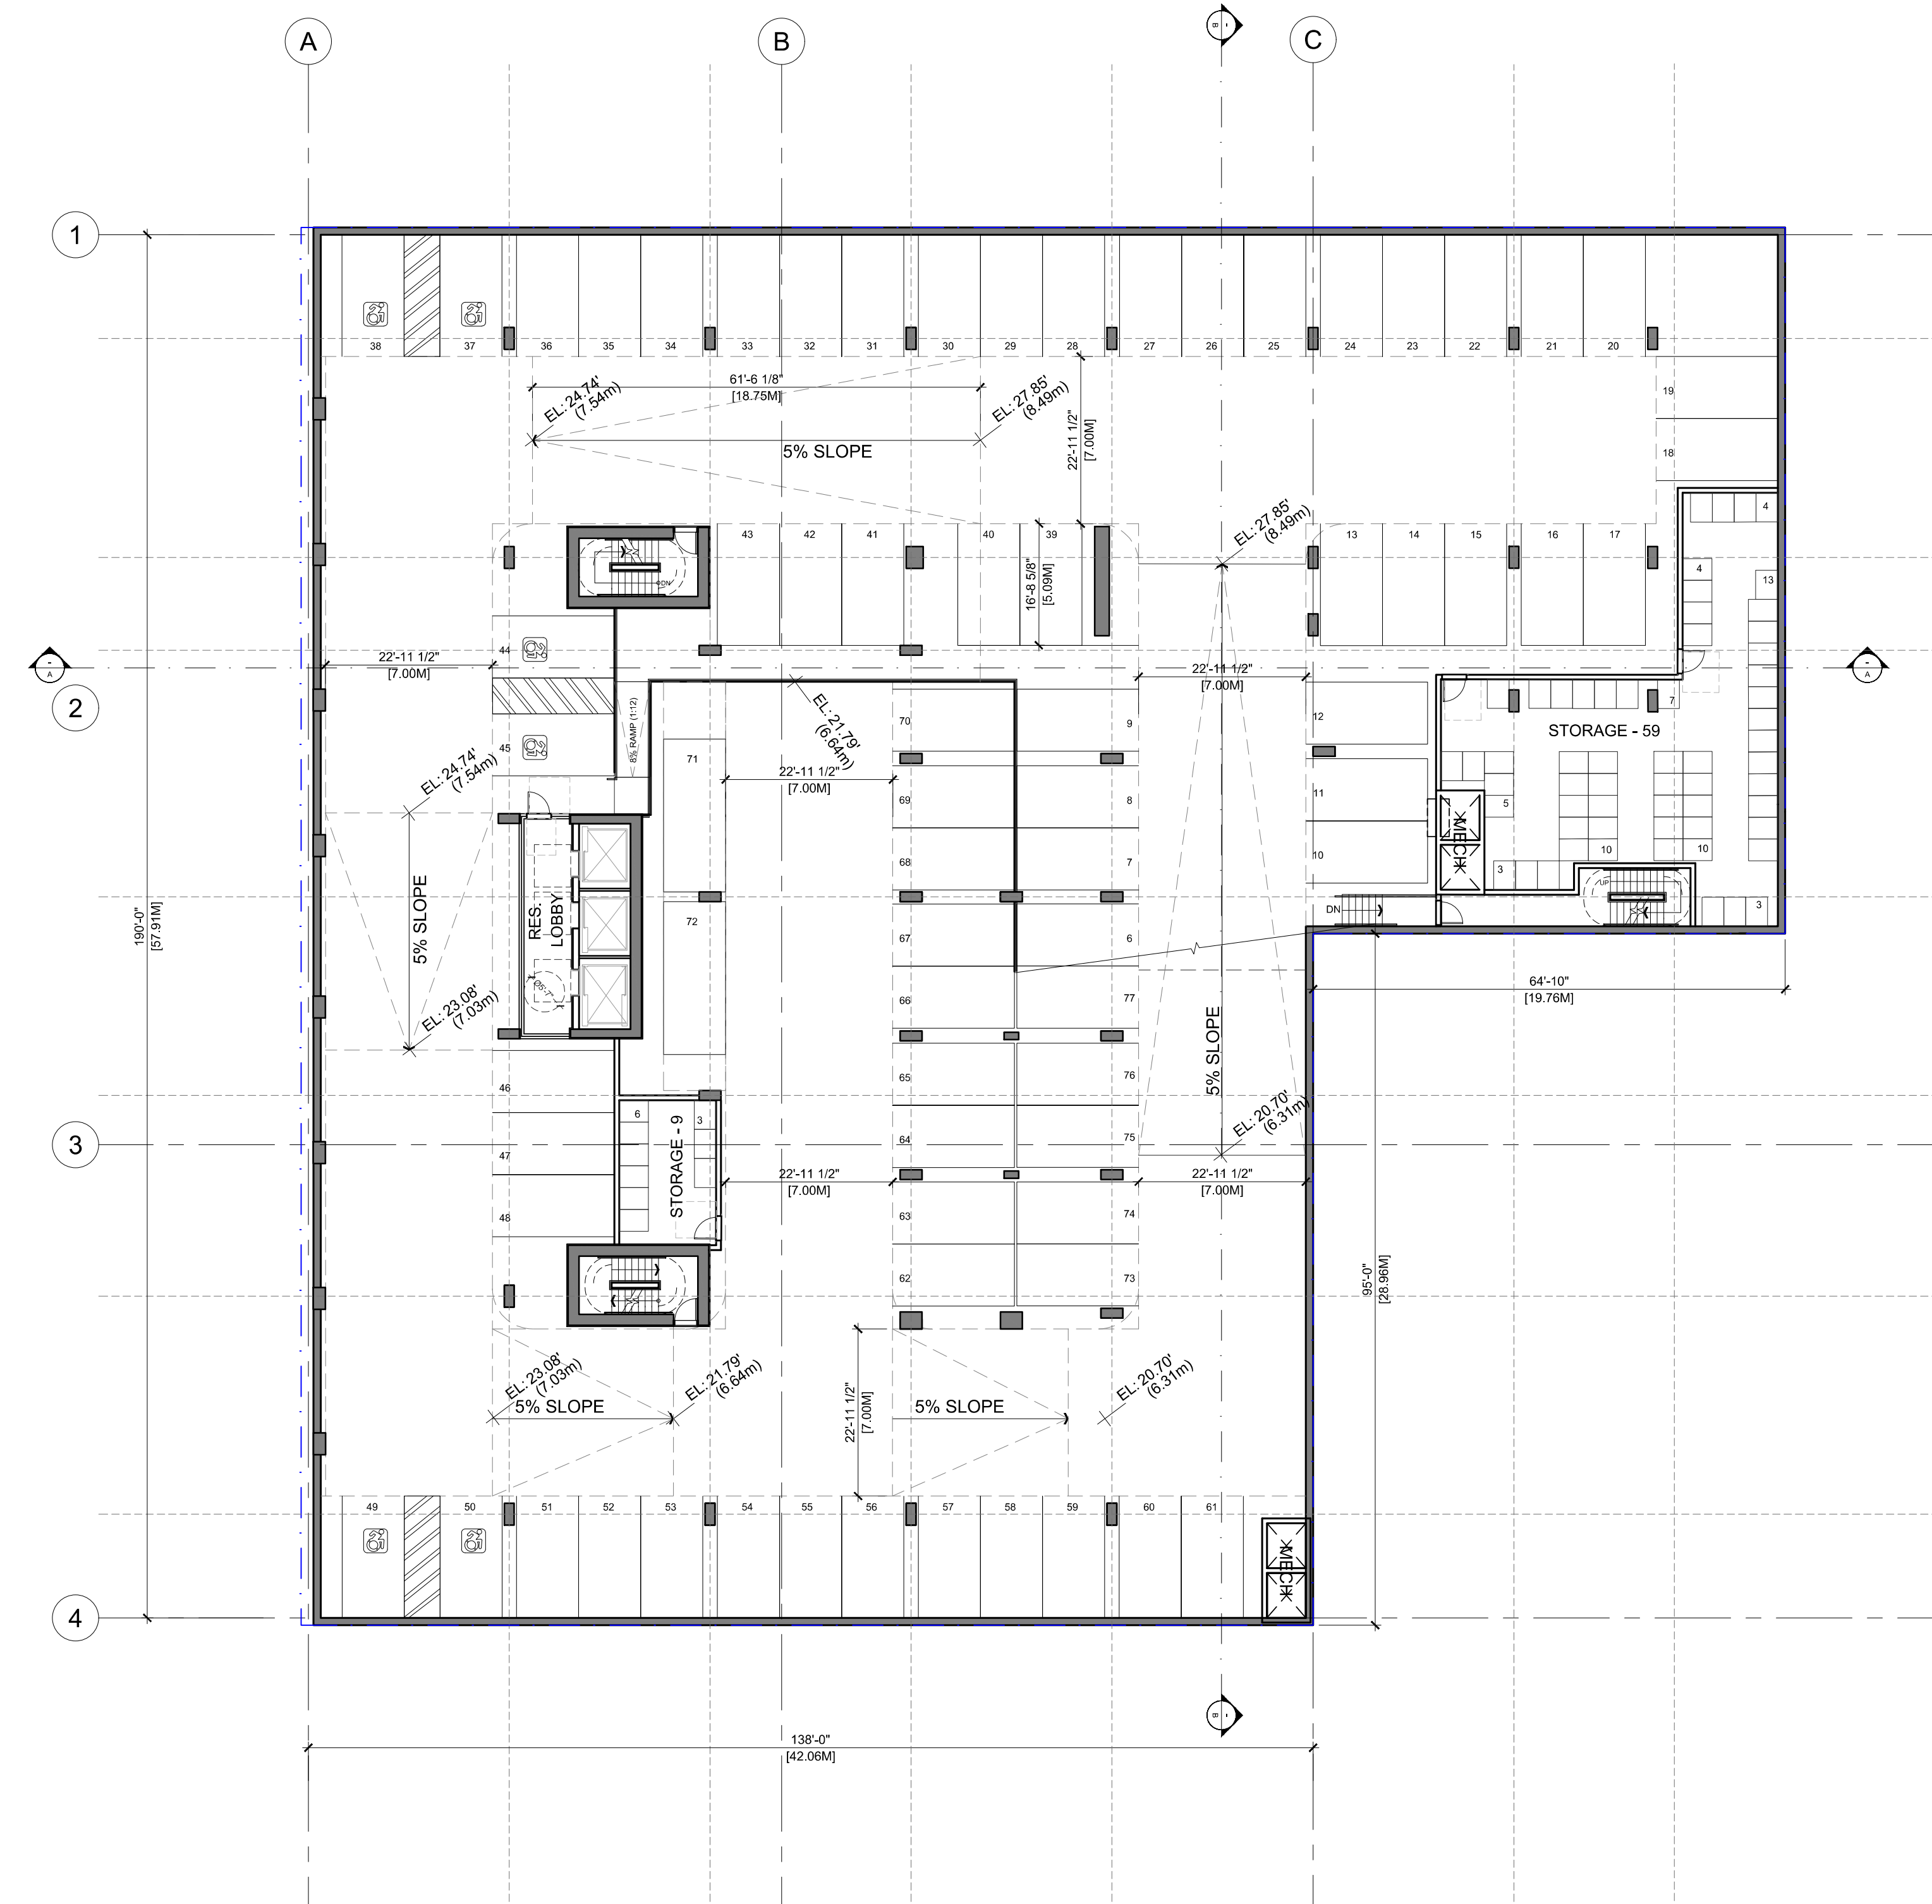 A
B
C
B
-
1
38
37
36
35
34
33
32
31
30
29
28
27
26
25
24
23
22
21
20
19
18
61'-6 1/8"
[18.75M]
EL: 24.74'
(7.54m)
EL: 27.85'
(8.49m)
5% SLOPE
22'-11 1/2"
[7.00M]
EL: 27.85'
(8.49m)
43
42
41
40
39
13
14
15
16
17
16'-8 5/8"
[5.09M]
DN
4
4
13
44
22'-11 1/2"
[7.00M]
-
A
22'-11 1/2"
[7.00M]
-
A
2
8% RAMP (1:12)
EL: 21.79'
(6.64m)
45
71
70
9
12
7
STORAGE - 59
EL: 24.74'
(7.54m)
22'-11 1/2"
[7.00M]
69
8
11
5
MECH
68
7
10
3
10
10
UP
DN
3
5% SLOPE
RES.
LOBBY
Ø5'-7"
72
67
6
190'-0"
[57.91M]
EL: 23.08'
(7.03m)
66
77
64'-10"
[19.76M]
5% SLOPE
46
65
76
6
3
EL: 20.70'
(6.31m)
3
47
STORAGE - 9
64
75
22'-11 1/2"
[7.00M]
22'-11 1/2"
[7.00M]
48
63
74
62
73
95'-0"
[28.96M]
EL: 23.08'
(7.03m)
EL: 21.79'
(6.64m)
5% SLOPE
22'-11 1/2"
[7.00M]
5% SLOPE
EL: 20.70'
(6.31m)
49
50
51
52
53
54
55
56
57
58
59
60
61
MECH
4
B
-
138'-0"
[42.06M]